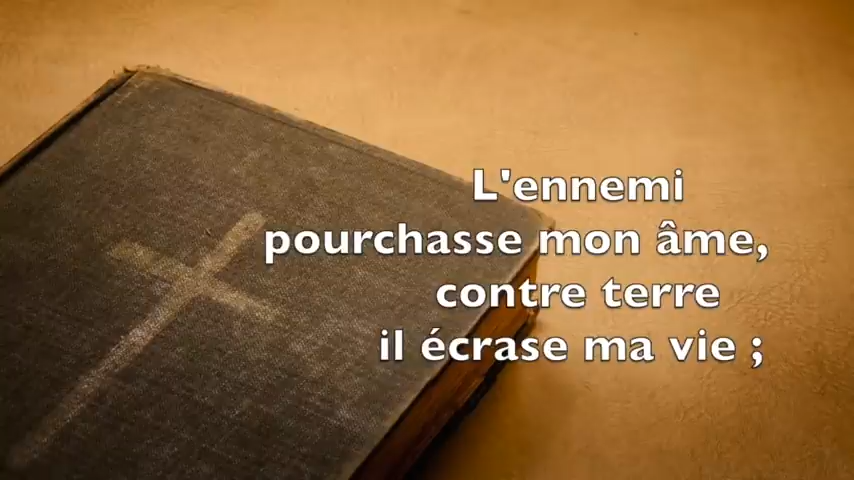 L'ennemi
pourchasse mon âme,
contre terre
il écrase ma vie ;